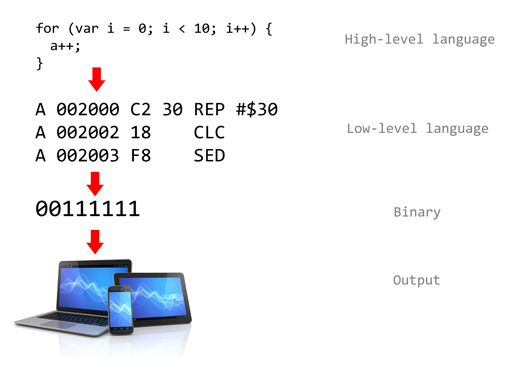 for (var i = 0; i < 10; i++) {
  a++;
}
High-level language
A 002000 C2 30 REP #$30
A 002002 18    CLC
A 002003 F8    SED
Low-level language
00111111
Binary
Output